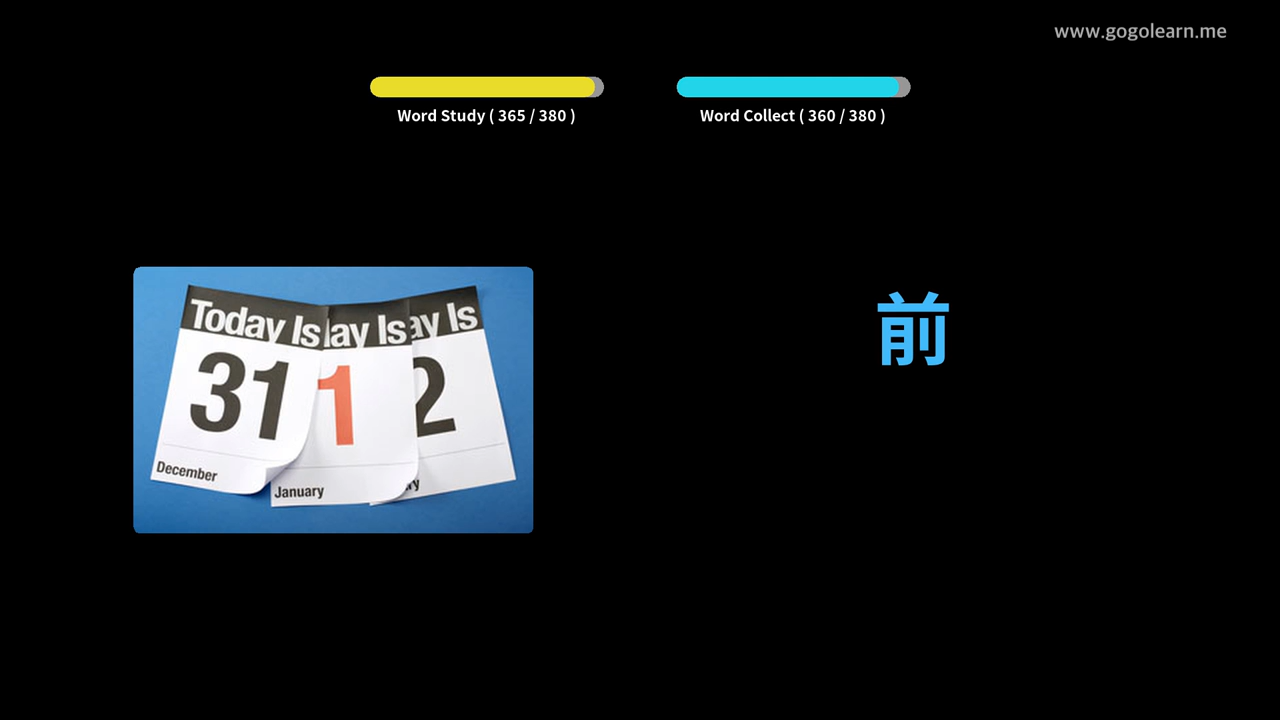 www.gogolearn.me
Word Study ( 365 / 380 )
Word Collect ( 360 / 380 )
前
Today Is
31
December
ay Is
1
January
ay Is
2
ry